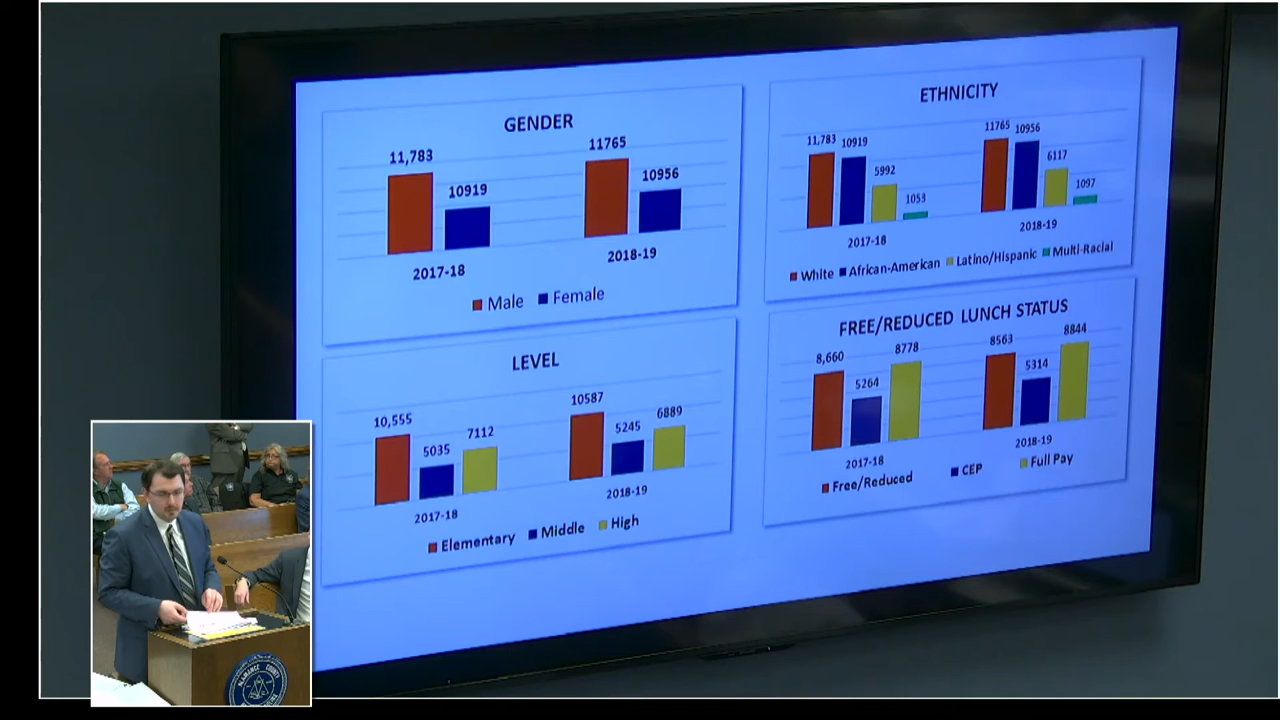 GENDER
11,783
10919
11765
10956
2017-18
2018-19
Male Female
ETHNICITY
11,783 10919 5992 1053
11765 10956 6117 1097
2017-18
2018-19
White African-American Latino/Hispanic Multi-Racial
LEVEL
10,555
5035
7112
10587
5245
6889
2017-18
2018-19
Elementary Middle High
FREE/REDUCED LUNCH STATUS
8,660
5264
8778
8563
5314
8844
2017-18
2018-19
Free/Reduced CEP Full Pay
COUNTY